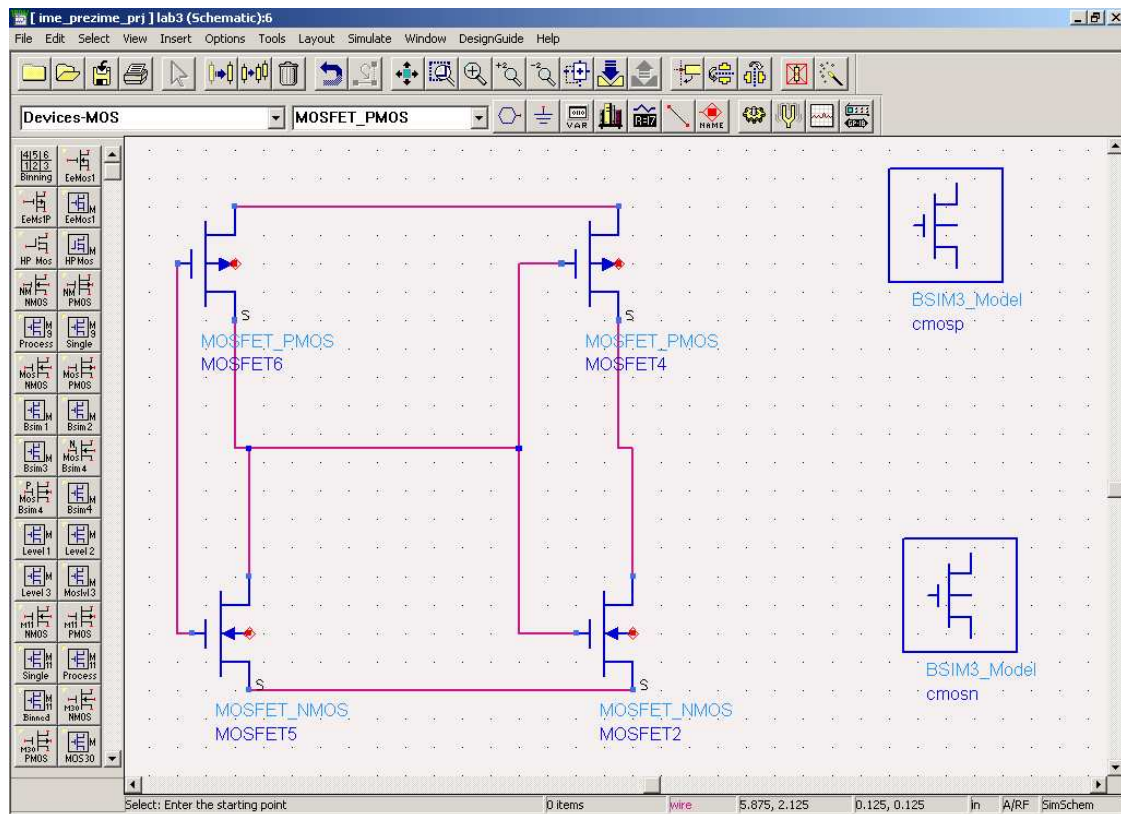 [ ime_prezime_prj ] lab3 (Schematic):6
File Edit Select View Insert Options Tools Layout Simulate Window DesignGuide Help
Devices-MOS MOSFET_PMOS VAR NAME
Binning EeMos1
EeMs1P EeMos1
HP Mos HP Mos
NMOS PMOS
Process Single
NMOS PMOS
Bsim1 Bsim2
Bsim3 Bsim4
Bsim4 Bsim4
Level1 Level2
Level3 Moslvl3
NMOS PMOS
Single Process
Binned NMOS
PMOS MOS30
S S
MOSFET_PMOS MOSFET_PMOS BSIM3_Model
MOSFET6 MOSFET4 cmosp
S S
MOSFET_NMOS MOSFET_NMOS BSIM3_Model
MOSFET5 MOSFET2 cmosn
Select: Enter the starting point 0 items wire 5.875, 2.125 0.125, 0.125 in A/RF SimSchem